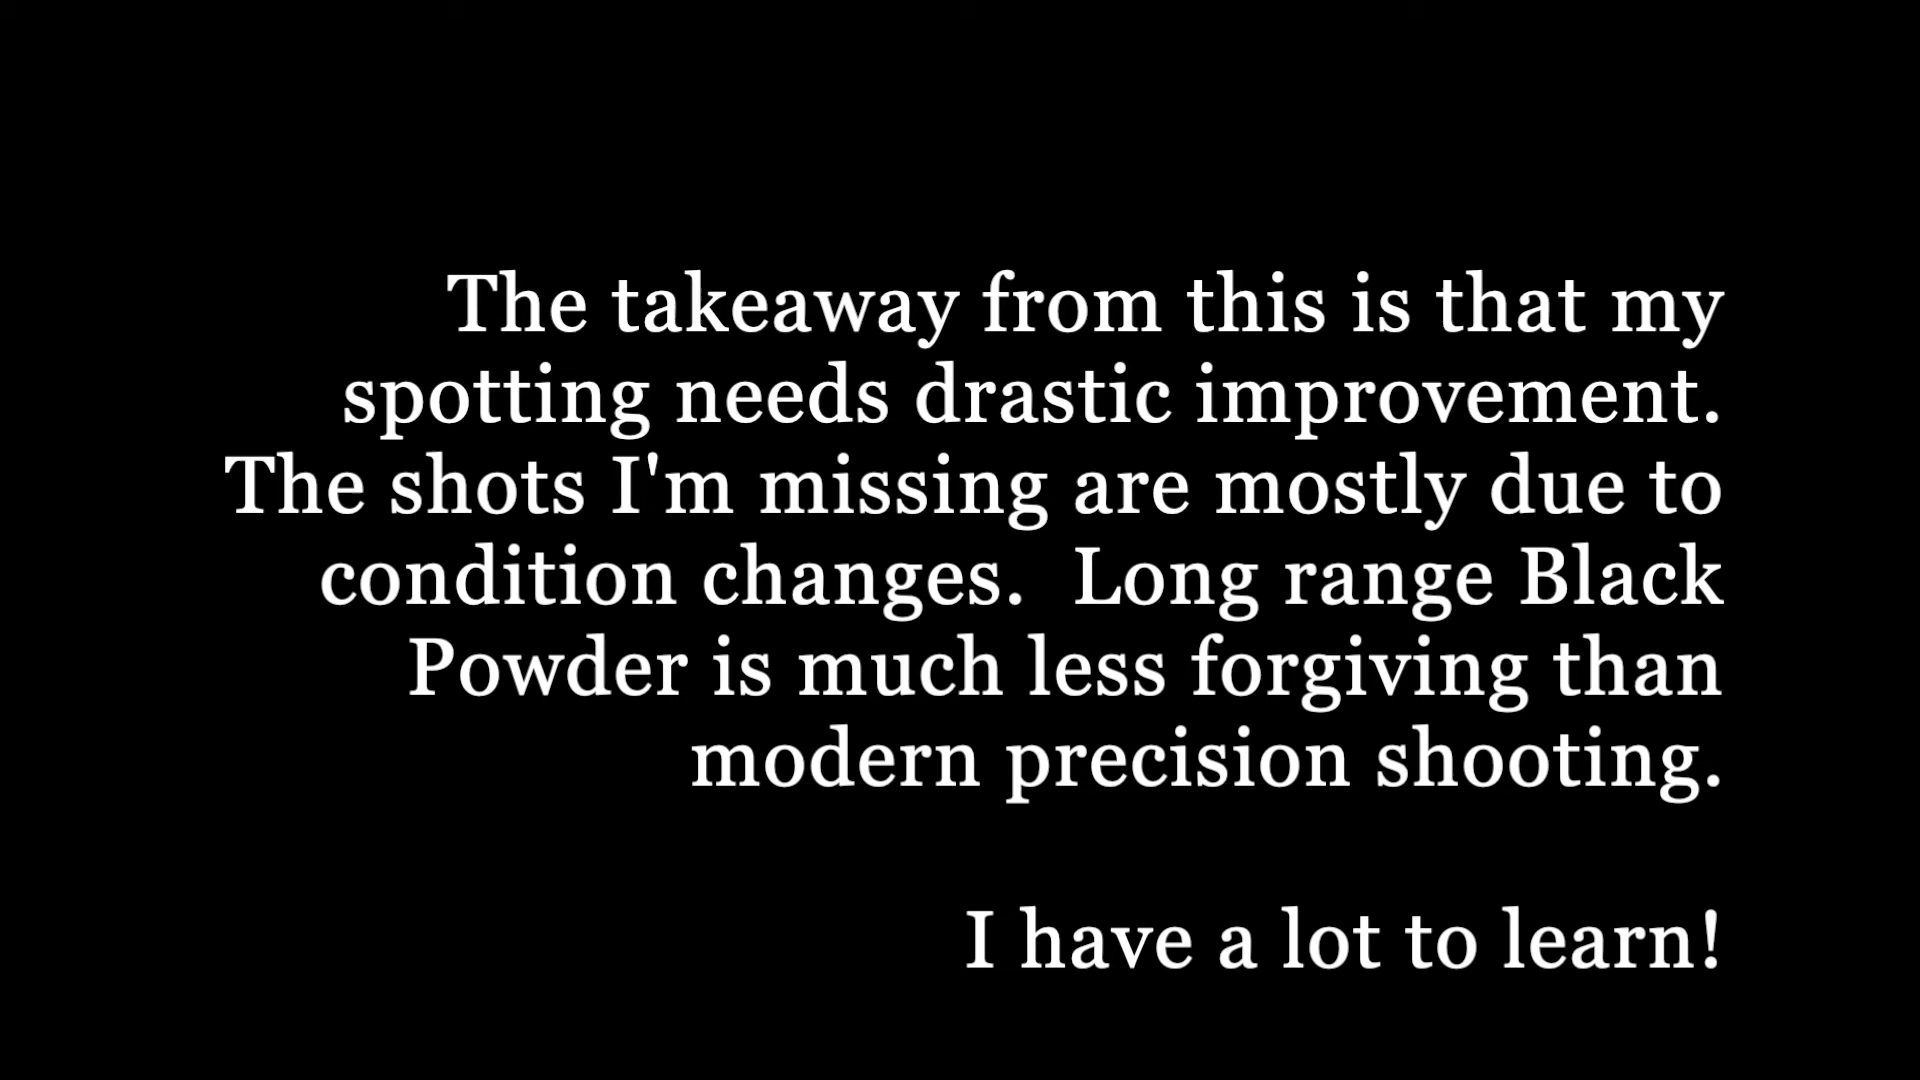 The takeaway from this is that my
spotting needs drastic improvement.
The shots I'm missing are mostly due to
condition changes.  Long range Black
Powder is much less forgiving than
modern precision shooting.
I have a lot to learn!